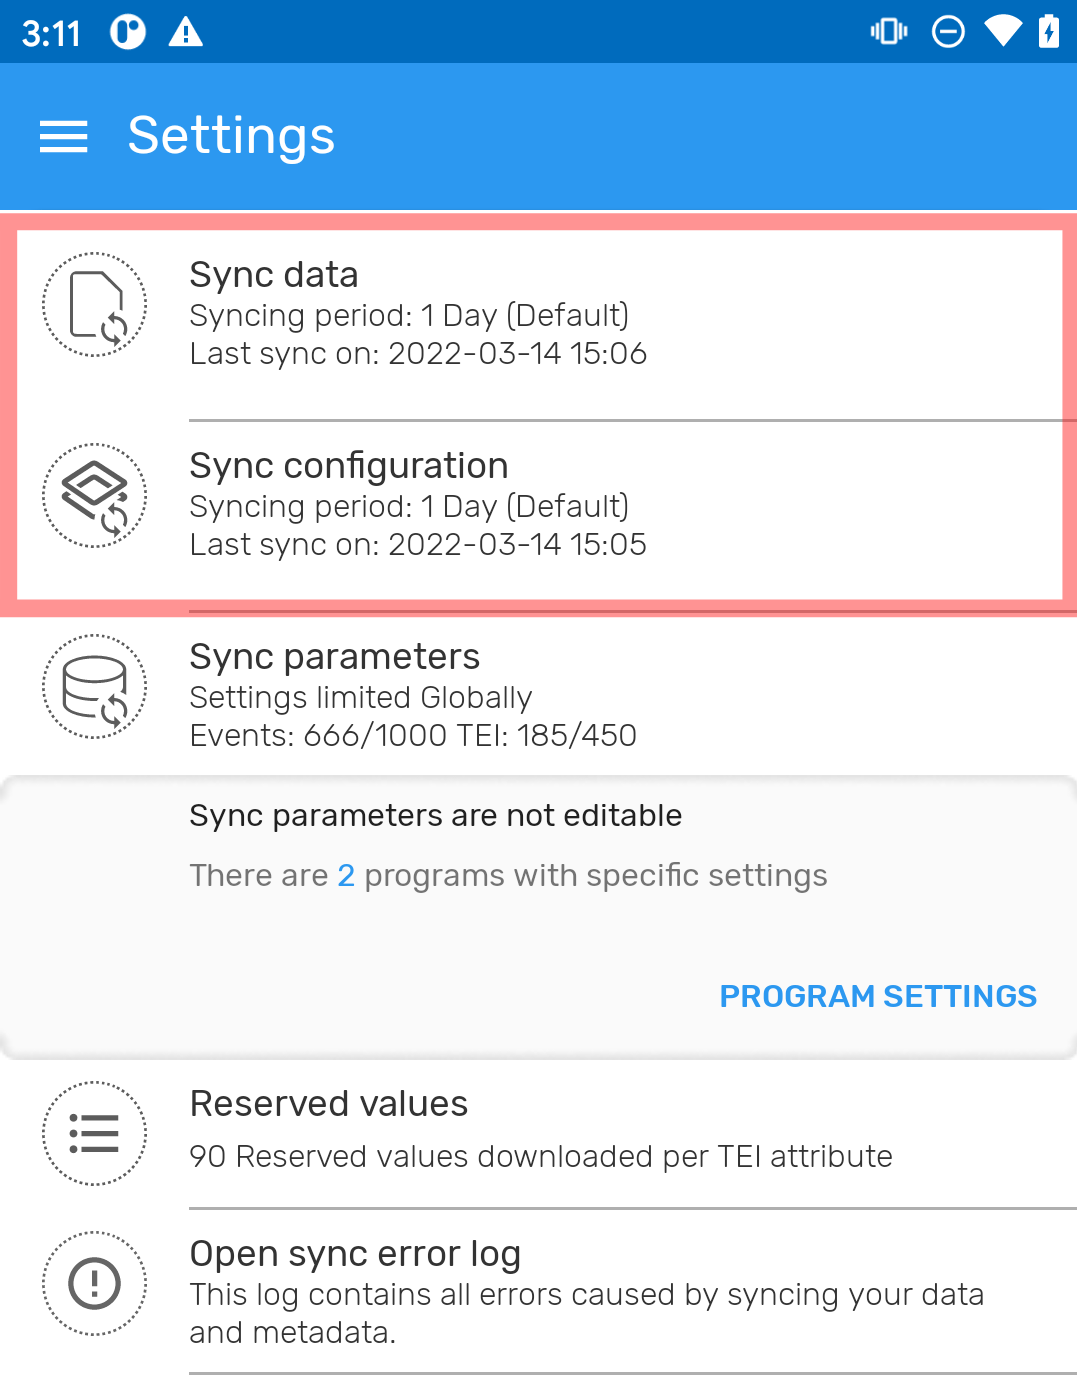 3:11
Settings
Sync data
Syncing period: 1 Day (Default)
Last sync on: 2022-03-14 15:06
Sync configuration
Syncing period: 1 Day (Default)
Last sync on: 2022-03-14 15:05
Sync parameters
Settings limited Globally
Events: 666/1000 TEI: 185/450
Sync parameters are not editable
There are 2 programs with specific settings
PROGRAM SETTINGS
Reserved values
90 Reserved values downloaded per TEI attribute
Open sync error log
This log contains all errors caused by syncing your data
and metadata.